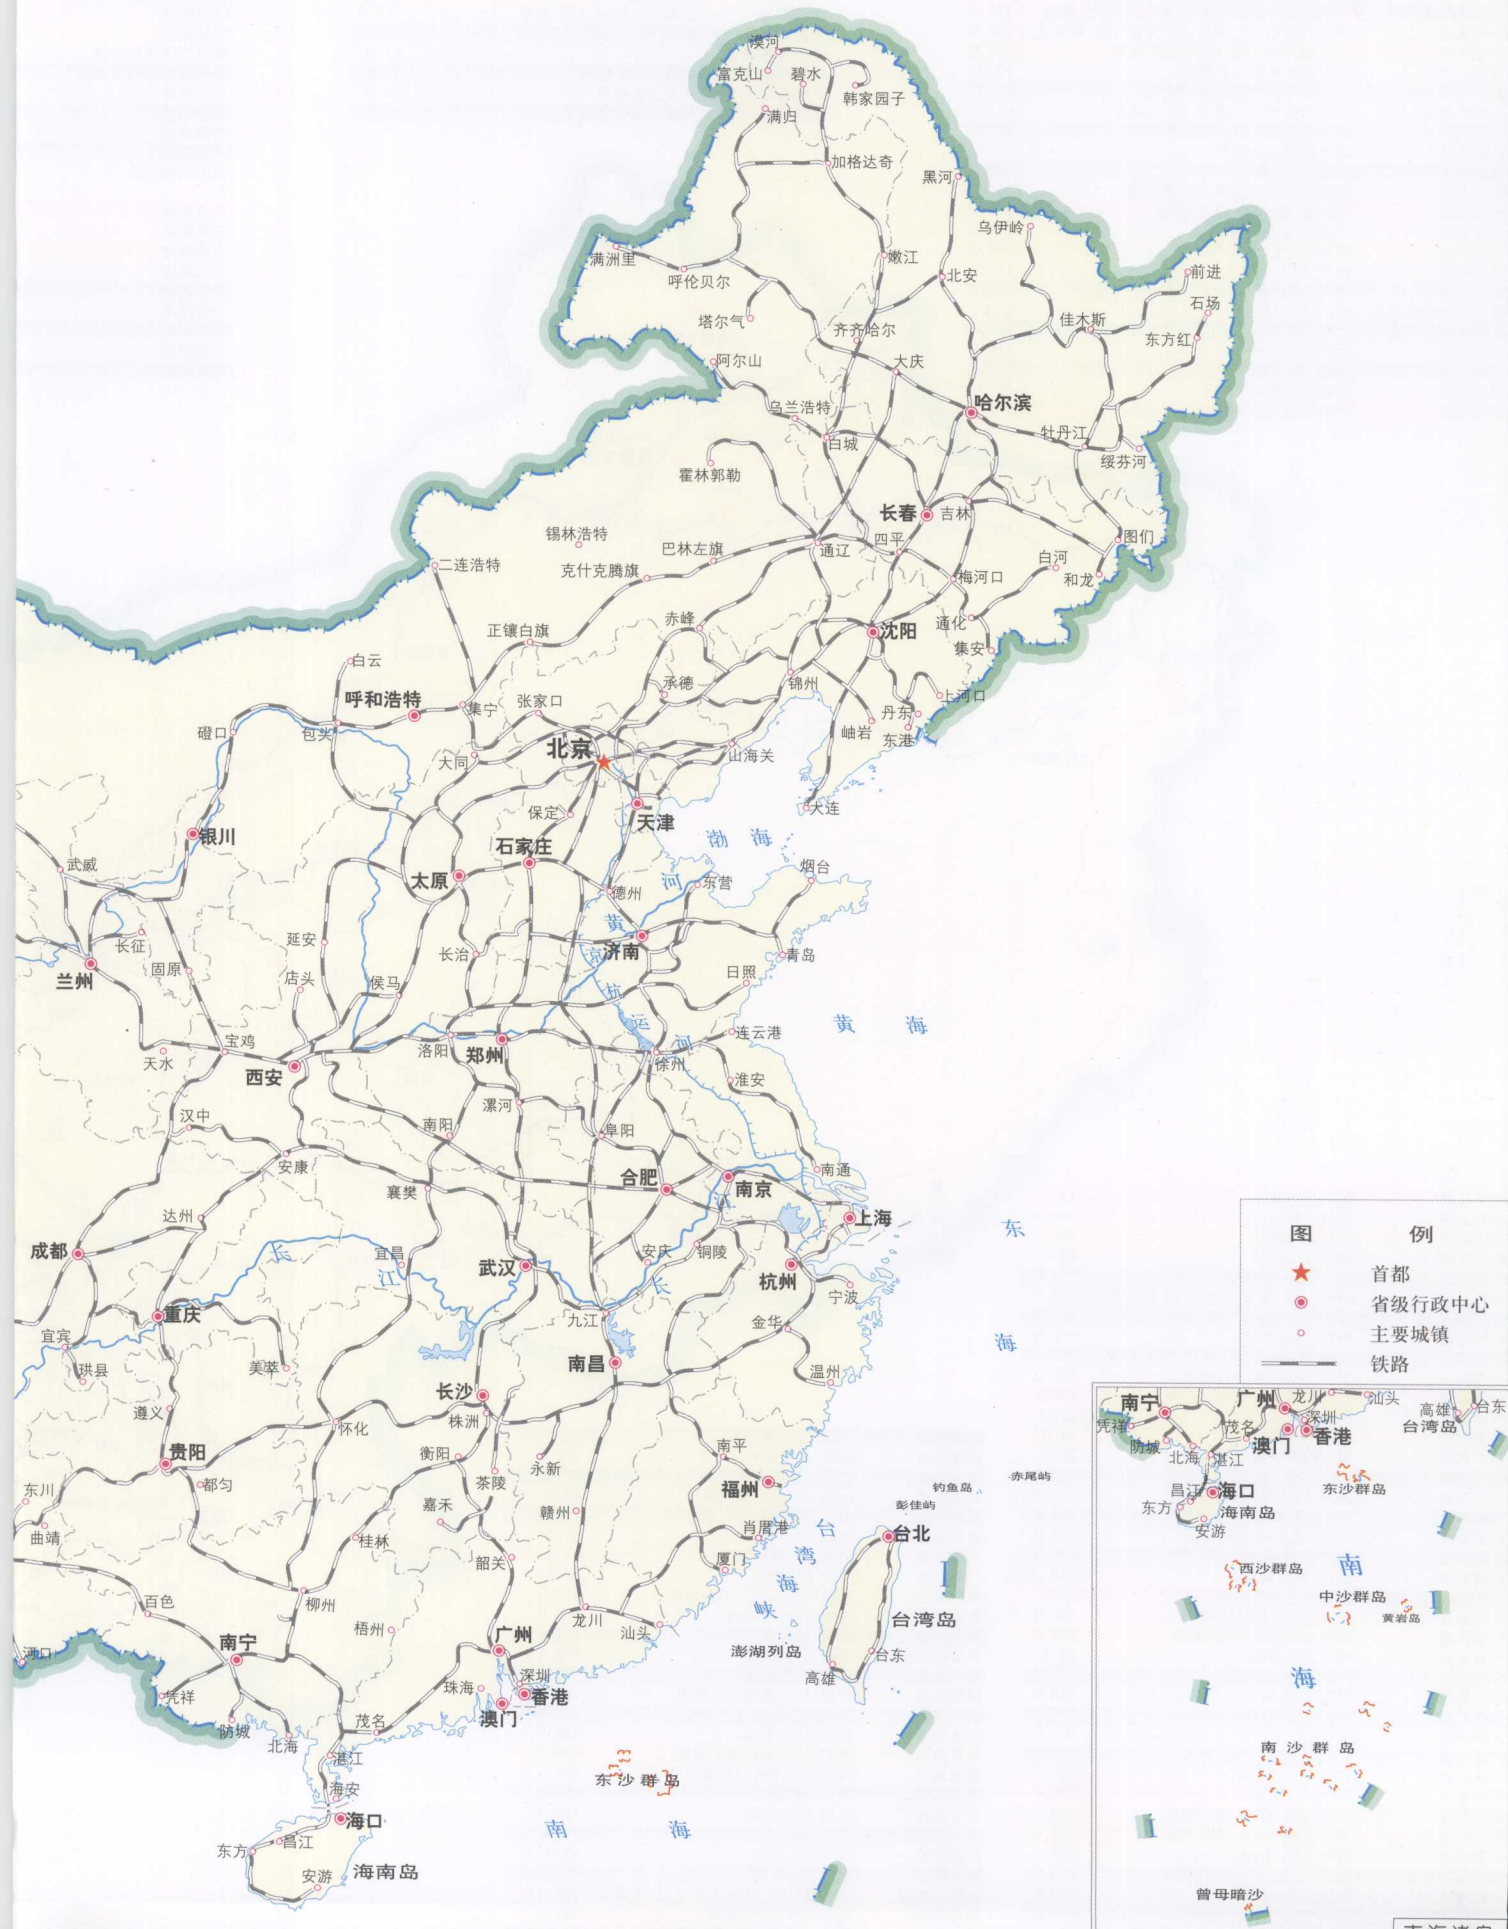 漠河
富克山
碧水
韩家园子
满归
加格达奇
黑河
乌伊岭
满洲里
呼伦贝尔
嫩江
北安
前进
石场
塔尔气
齐齐哈尔
佳木斯
东方红
阿尔山
大庆
乌兰浩特
哈尔滨
白城
牡丹江
绥芬河
霍林郭勒
长春
吉林
锡林浩特
巴林左旗
通辽
四平
图们
二连浩特
克什克腾旗
白河
梅河口
和龙
赤峰
正镶白旗
沈阳
通化
集安
白云
承德
锦州
上河口
呼和浩特
集宁
张家口
丹东
磴口
包头
岫岩
东港
北京
山海关
大同
保定
天津
大连
银川
石家庄
渤海
武威
太原
德州
河
东营
烟台
黄
长征
延安
长治
京
济南
青岛
兰州
固原
店头
侯马
杭
日照
运
连云港
黄海
天水
宝鸡
洛阳
郑州
河
徐州
西安
淮安
漯河
汉中
南阳
阜阳
安康
合肥
南京
南通
襄樊
江
达州
上海
东
成都
长
宜昌
安庆
铜陵
武汉
江
长
杭州
宁波
重庆
九江
金华
海
宜宾
南昌
珙县
美萃
温州
长沙
遵义
株洲
怀化
贵阳
衡阳
永新
南平
都匀
茶陵
福州
钓鱼岛
赤尾屿
东川
嘉禾
赣州
彭佳屿
曲靖
桂林
肖厝港
台
台北
韶关
厦门
湾
百色
柳州
海
龙川
汕头
峡
台湾岛
梧州
河口
南宁
广州
澎湖列岛
台东
深圳
高雄
凭祥
珠海
香港
澳门
防城
北海
茂名
湛江
东沙群岛
海安
海口
南海
东方
昌江
安游
海南岛
图例
首都
省级行政中心
主要城镇
铁路
南宁
广州
龙川
汕头
高雄
台东
凭祥
深圳
台湾岛
防城
茂名
澳门
香港
北海
湛江
昌江
海口
东沙群岛
东方
海南岛
安游
西沙群岛
南
中沙群岛
黄岩岛
海
南沙群岛
曾母暗沙
南海诸岛